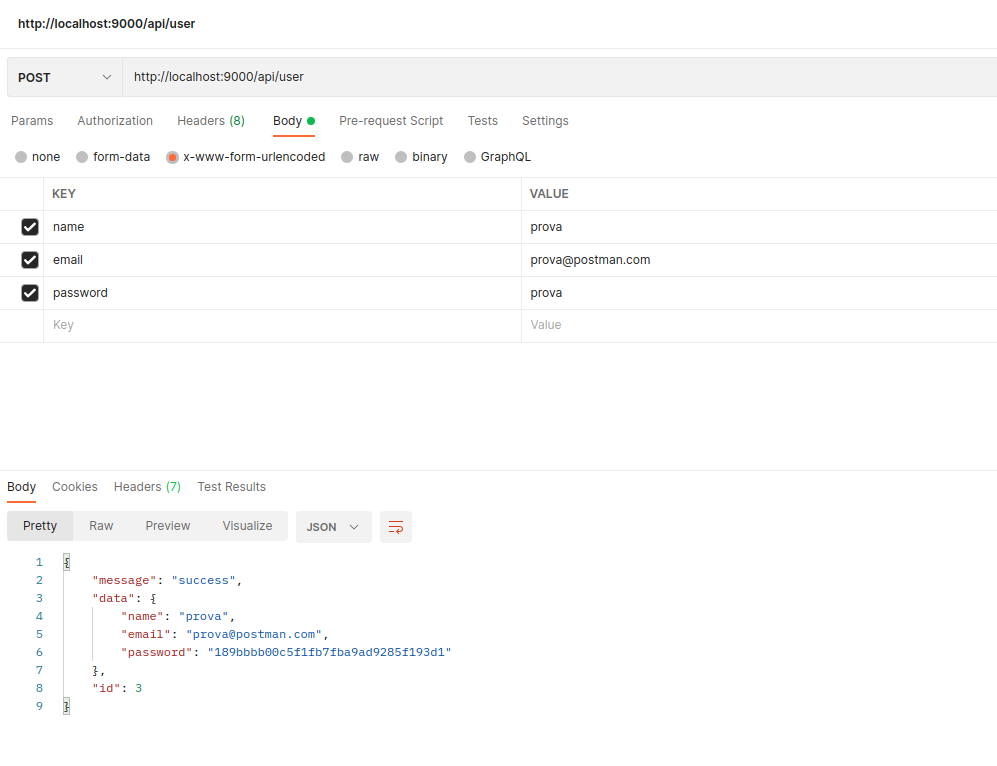 http://localhost:9000/api/user
POST http://localhost:9000/api/user
Params Authorization Headers (8) Body Pre-request Script Tests Settings
none form-data x-www-form-urlencoded raw binary GraphQL
KEY VALUE
name prova
email prova@postman.com
password prova
Key Value
Body Cookies Headers (7) Test Results
Pretty Raw Preview Visualize JSON
1 {
2 "message": "success",
3 "data": {
4 "name": "prova",
5 "email": "prova@postman.com",
6 "password": "189bbbb00c5f1fb7fba9ad9285f193d1"
7 },
8 "id": 3
9 }